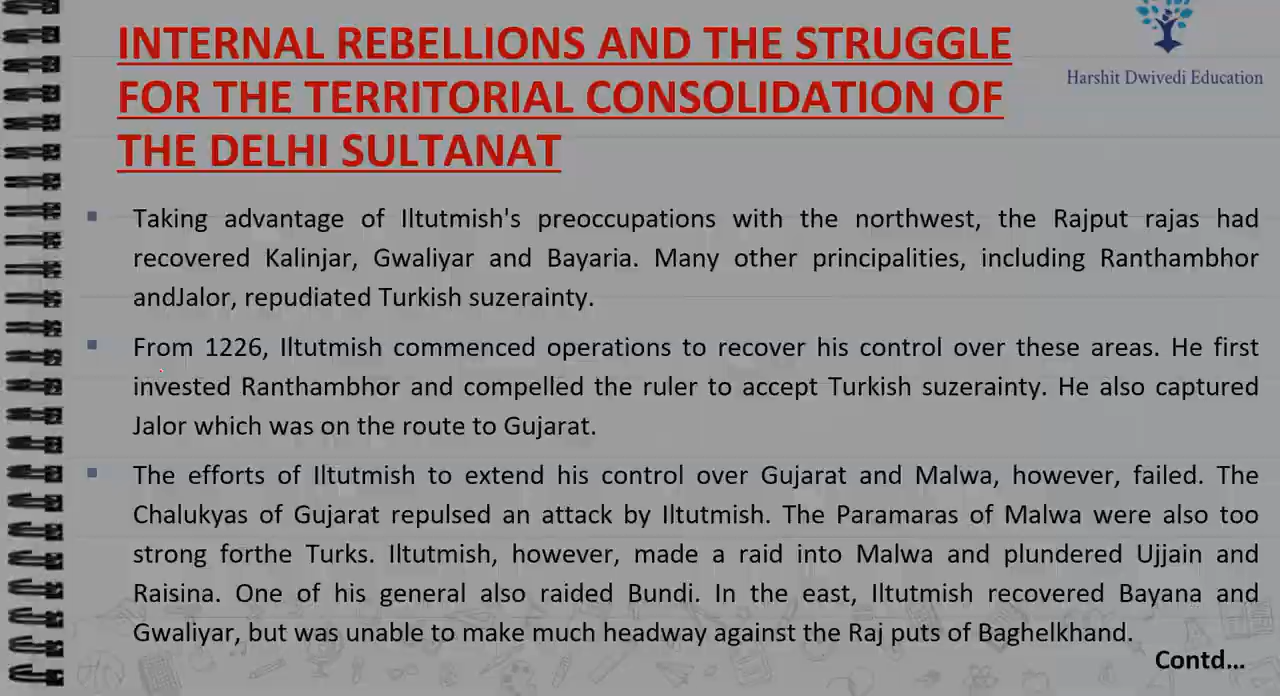 INTERNAL REBELLIONS AND THE STRUGGLE
FOR THE TERRITORIAL CONSOLIDATION OF
THE DELHI SULTANAT
Harshit Dwivedi Education
▪ Taking advantage of Iltutmish's preoccupations with the northwest, the Rajput rajas had
recovered Kalinjar, Gwaliyar and Bayaria. Many other principalities, including Ranthambhor
andJalor, repudiated Turkish suzerainty.
▪ From 1226, Iltutmish commenced operations to recover his control over these areas. He first
invested Ranthambhor and compelled the ruler to accept Turkish suzerainty. He also captured
Jalor which was on the route to Gujarat.
▪ The efforts of Iltutmish to extend his control over Gujarat and Malwa, however, failed. The
Chalukyas of Gujarat repulsed an attack by Iltutmish. The Paramaras of Malwa were also too
strong forthe Turks. Iltutmish, however, made a raid into Malwa and plundered Ujjain and
Raisina. One of his general also raided Bundi. In the east, Iltutmish recovered Bayana and
Gwaliyar, but was unable to make much headway against the Raj puts of Baghelkhand.
Contd...